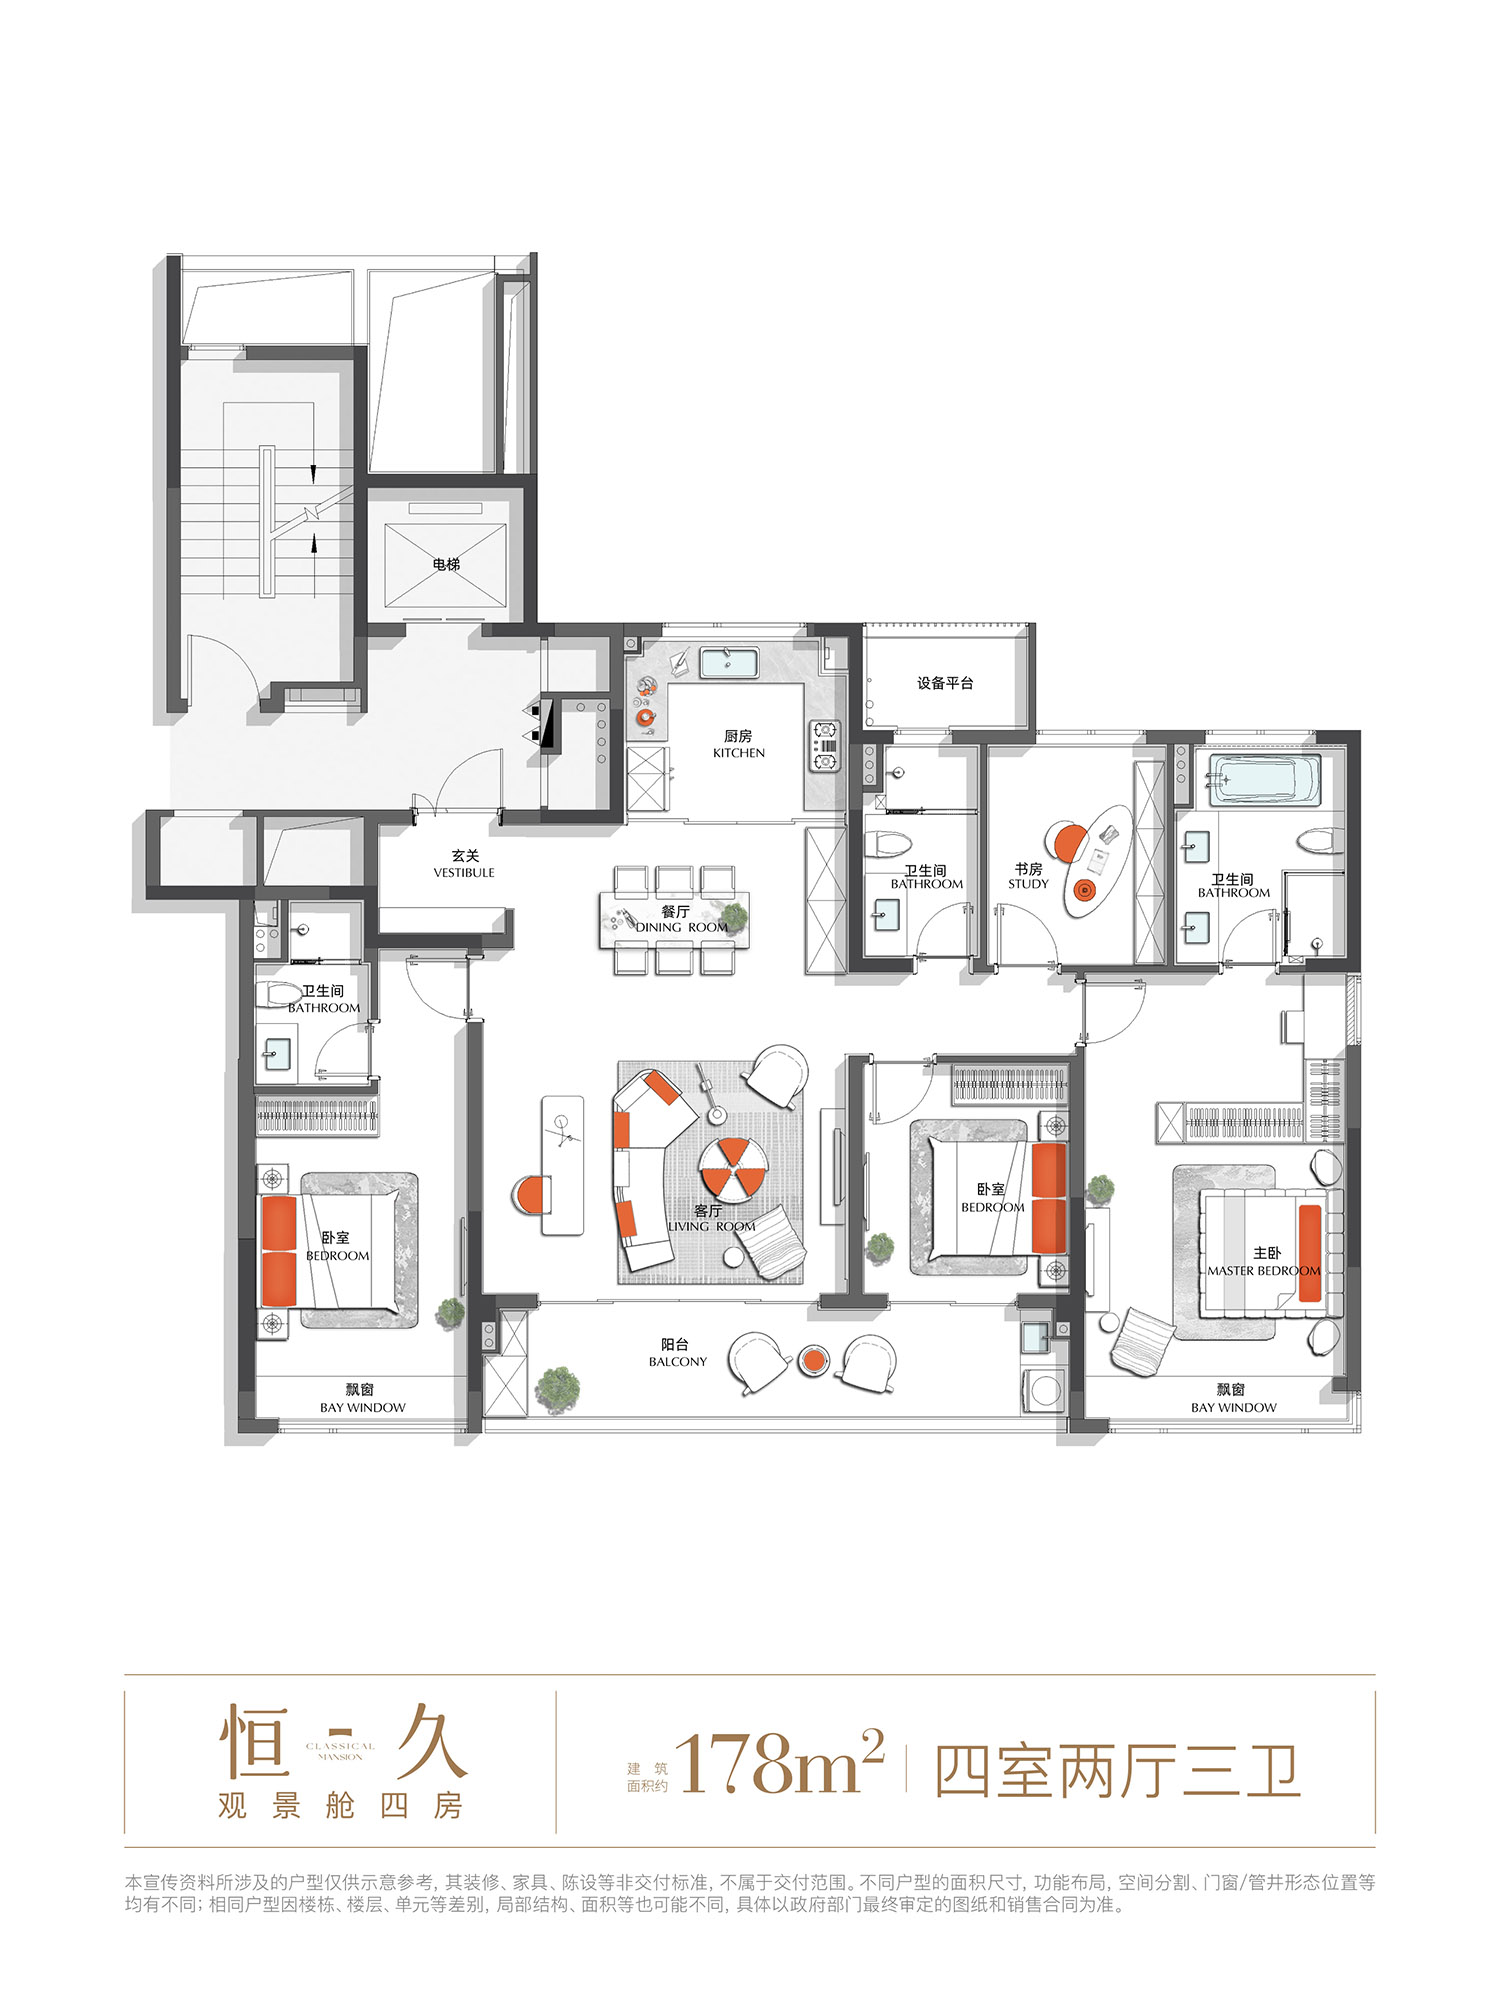 电梯
设备平台
厨房
KITCHEN
玄关
VESTIBULE
卫生间
BATHROOM
书房
STUDY
卫生间
BATHROOM
餐厅
DINING ROOM
卫生间
BATHROOM
卧室
BEDROOM
客厅
LIVING ROOM
卧室
BEDROOM
主卧
MASTER BEDROOM
阳台
BALCONY
飘窗
BAY WINDOW
飘窗
BAY WINDOW
恒久
CLASSICAL
MANSION
观景舱四房
建筑
面积约
178m²
四室两厅三卫
本宣传资料所涉及的户型仅供示意参考,其装修、家具、陈设等非交付标准,不属于交付范围。不同户型的面积尺寸,功能布局,空间分割、门窗/管井形态位置等
均有不同;相同户型因楼栋、楼层、单元等差别,局部结构、面积等也可能不同,具体以政府部门最终审定的图纸和销售合同为准。